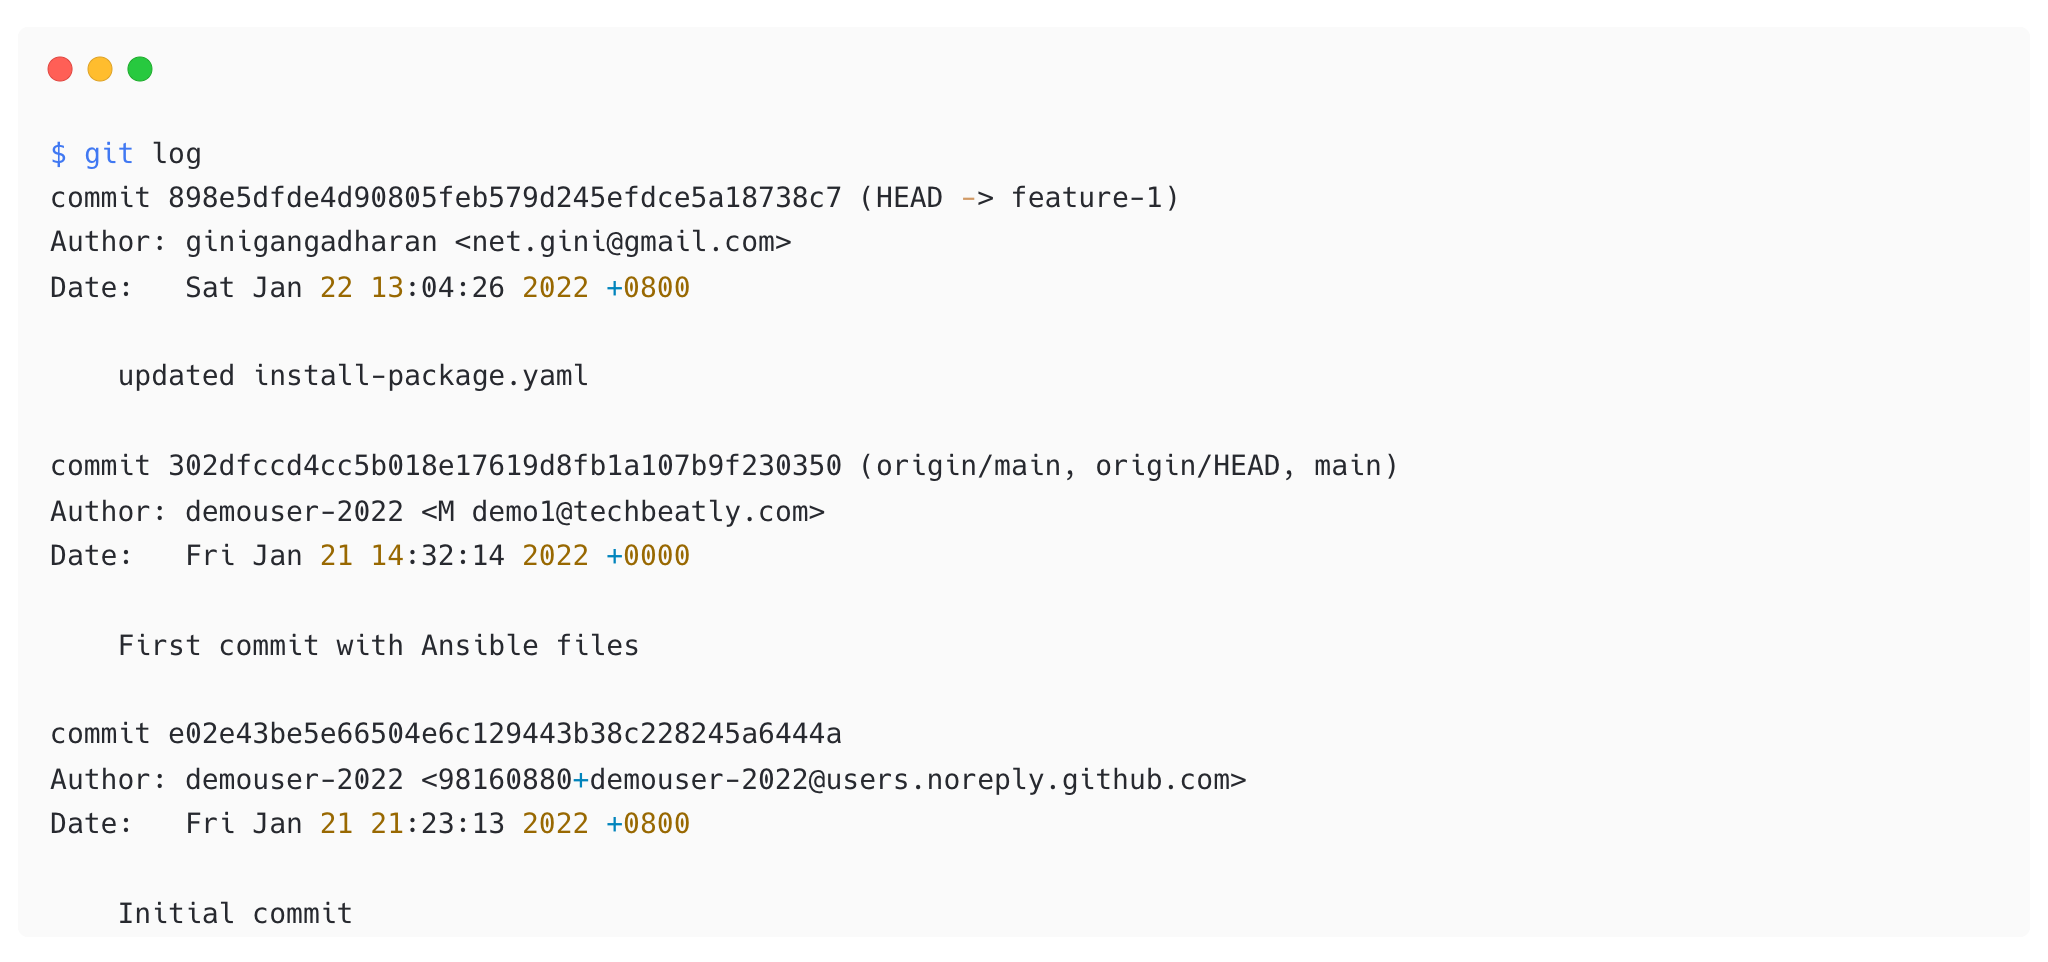 $ git log
commit 898e5dfde4d90805feb579d245efdce5a18738c7 (HEAD -> feature-1)
Author: ginigangadharan <net.gini@gmail.com>
Date:   Sat Jan 22 13:04:26 2022 +0800
    updated install-package.yaml
commit 302dfccd4cc5b018e17619d8fb1a107b9f230350 (origin/main, origin/HEAD, main)
Author: demouser-2022 <M demo1@techbeatly.com>
Date:   Fri Jan 21 14:32:14 2022 +0000
    First commit with Ansible files
commit e02e43be5e66504e6c129443b38c228245a6444a
Author: demouser-2022 <98160880+demouser-2022@users.noreply.github.com>
Date:   Fri Jan 21 21:23:13 2022 +0800
    Initial commit